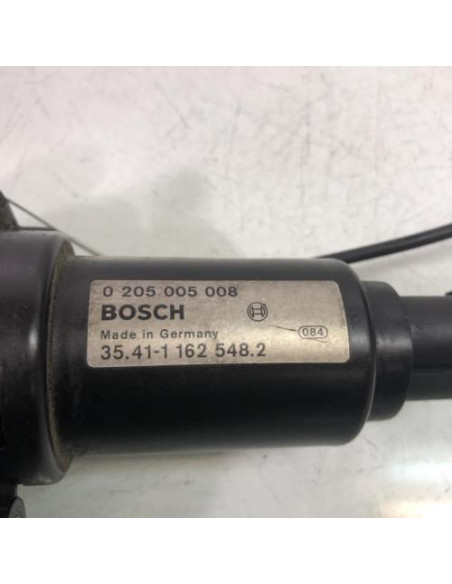 0 205 005 008
BOSCH
Made in Germany
084
35.41-1 162 548.2